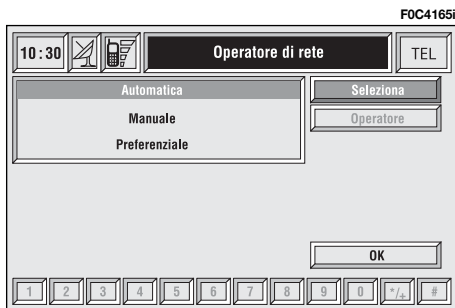 F0C4165i
10:30 Operatore di rete TEL
Automatica Seleziona
Manuale Operatore
Preferenziale
OK
1 2 3 4 5 6 7 8 9 0 */+ #